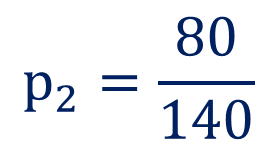 p₂ = 80/140